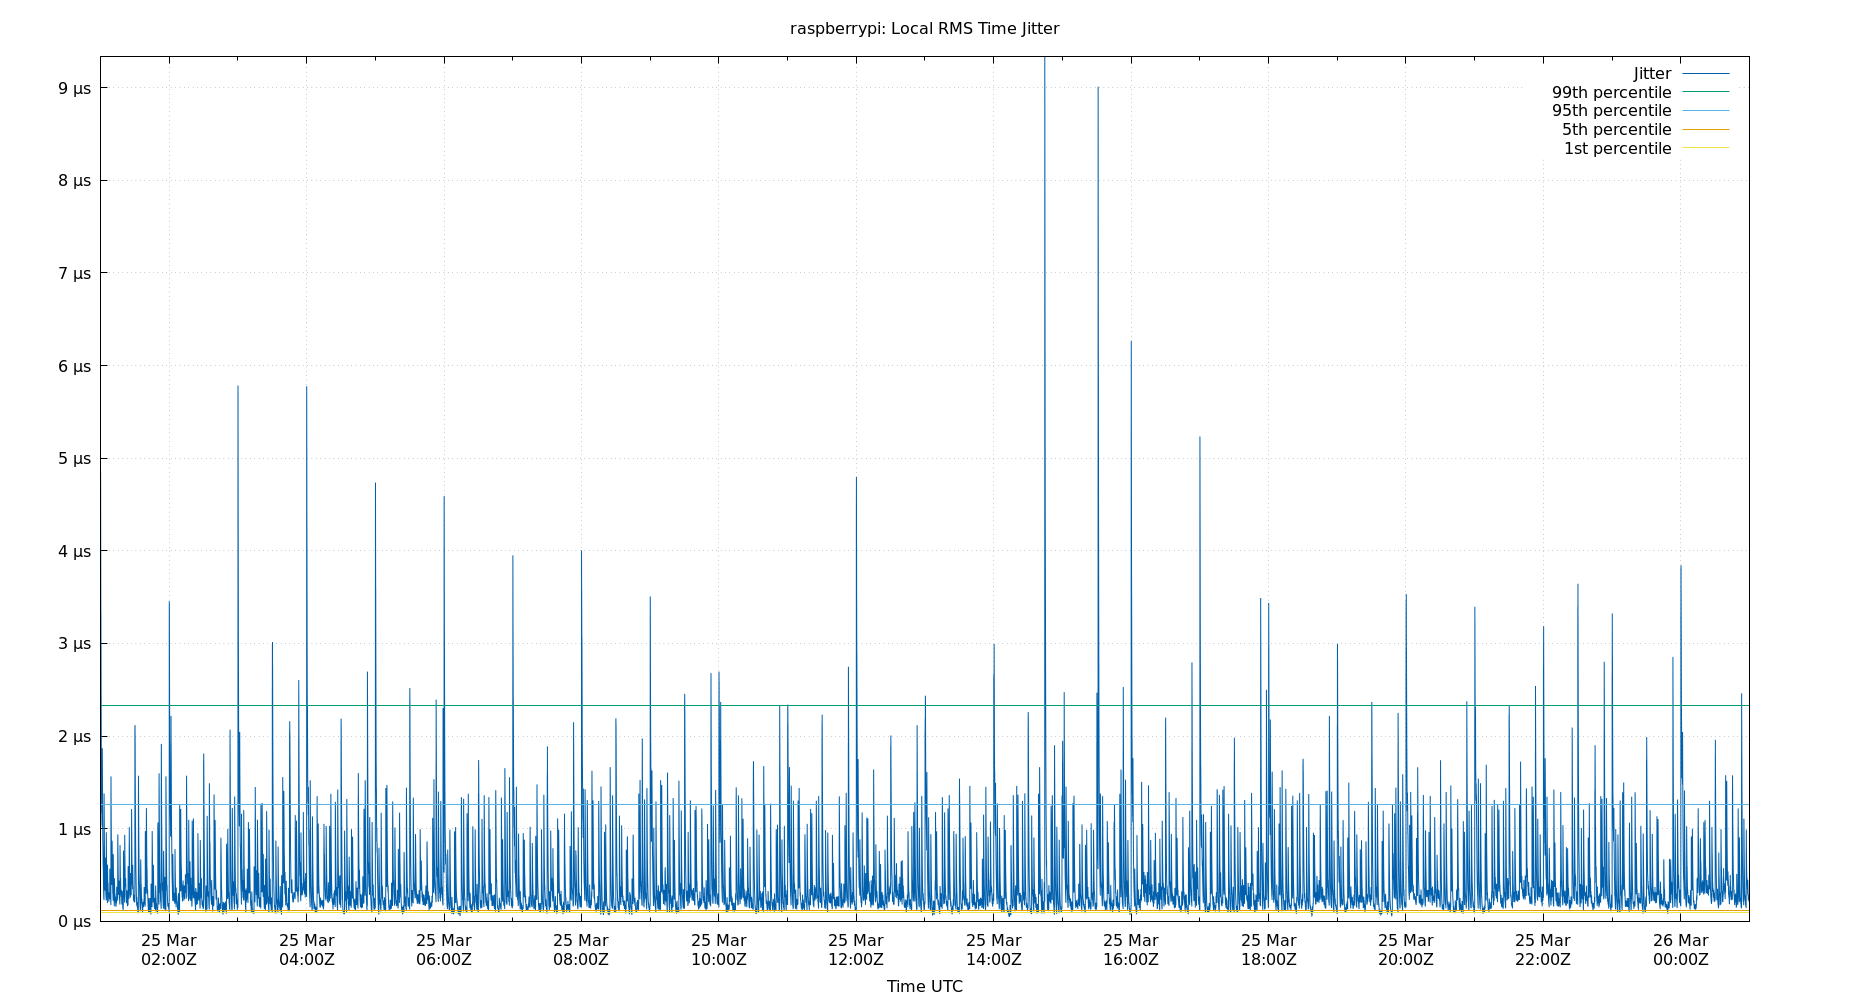 raspberrypi: Local RMS Time Jitter
Jitter
99th percentile
95th percentile
5th percentile
1st percentile
9 µs
8 µs
7 µs
6 µs
5 µs
4 µs
3 µs
2 µs
1 µs
0 µs
25 Mar 25 Mar 25 Mar 25 Mar 25 Mar 25 Mar 25 Mar 25 Mar 25 Mar 25 Mar 25 Mar 26 Mar
02:00Z 04:00Z 06:00Z 08:00Z 10:00Z 12:00Z 14:00Z 16:00Z 18:00Z 20:00Z 22:00Z 00:00Z
Time UTC